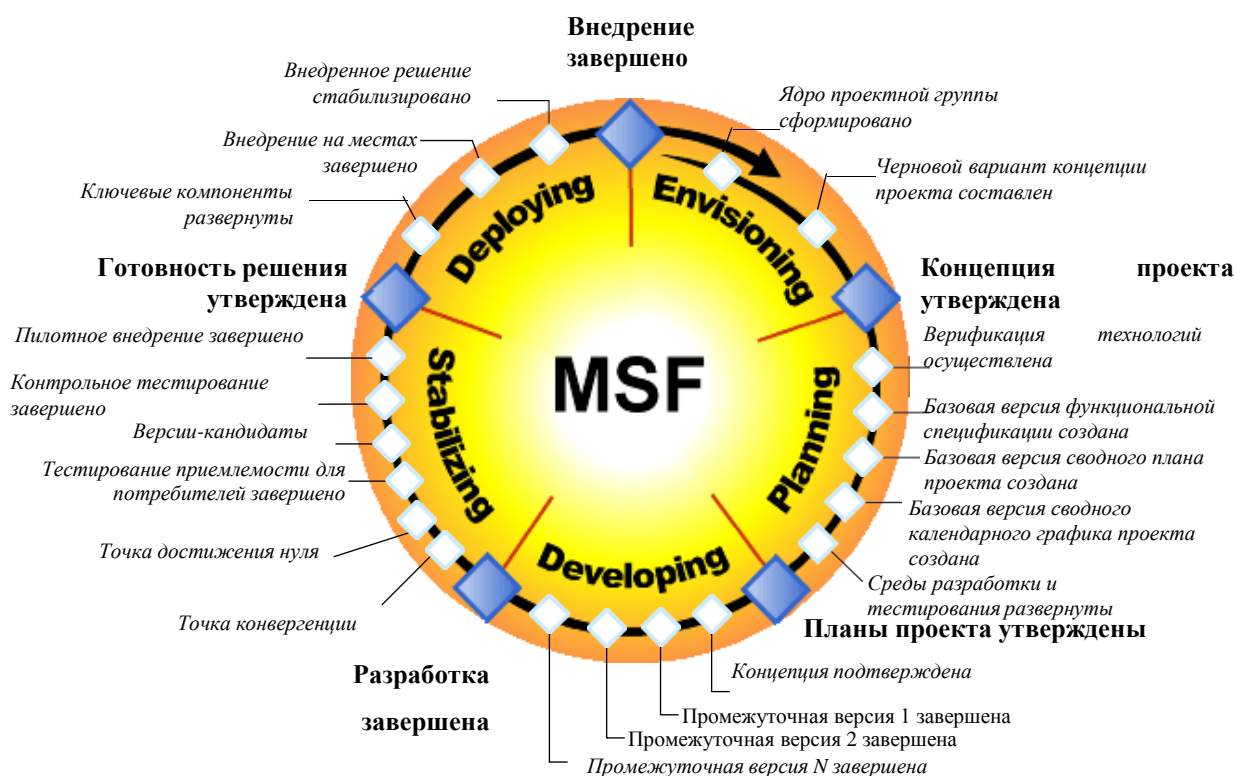 Внедрение
завершено
Внедренное решение
стабилизировано
Ядро проектной группы
сформировано
Внедрение на местах
завершено
Черновой вариант концепции
проекта составлен
Ключевые компоненты
развернуты
Deploying
Envisioning
Готовность решения
утверждена
Концепция проекта
утверждена
Пилотное внедрение завершено
Верификация технологий
осуществлена
Контрольное тестирование
завершено
MSF
Stabilizing
Planning
Базовая версия функциональной
спецификации создана
Версии-кандидаты
Базовая версия сводного плана
проекта создана
Тестирование приемлемости для
потребителей завершено
Базовая версия сводного
календарного графика проекта
создана
Точка достижения нуля
Developing
Среды разработки и
тестирования развернуты
Точка конвергенции
Планы проекта утверждены
Разработка
завершена
Концепция подтверждена
Промежуточная версия 1 завершена
Промежуточная версия 2 завершена
Промежуточная версия N завершена